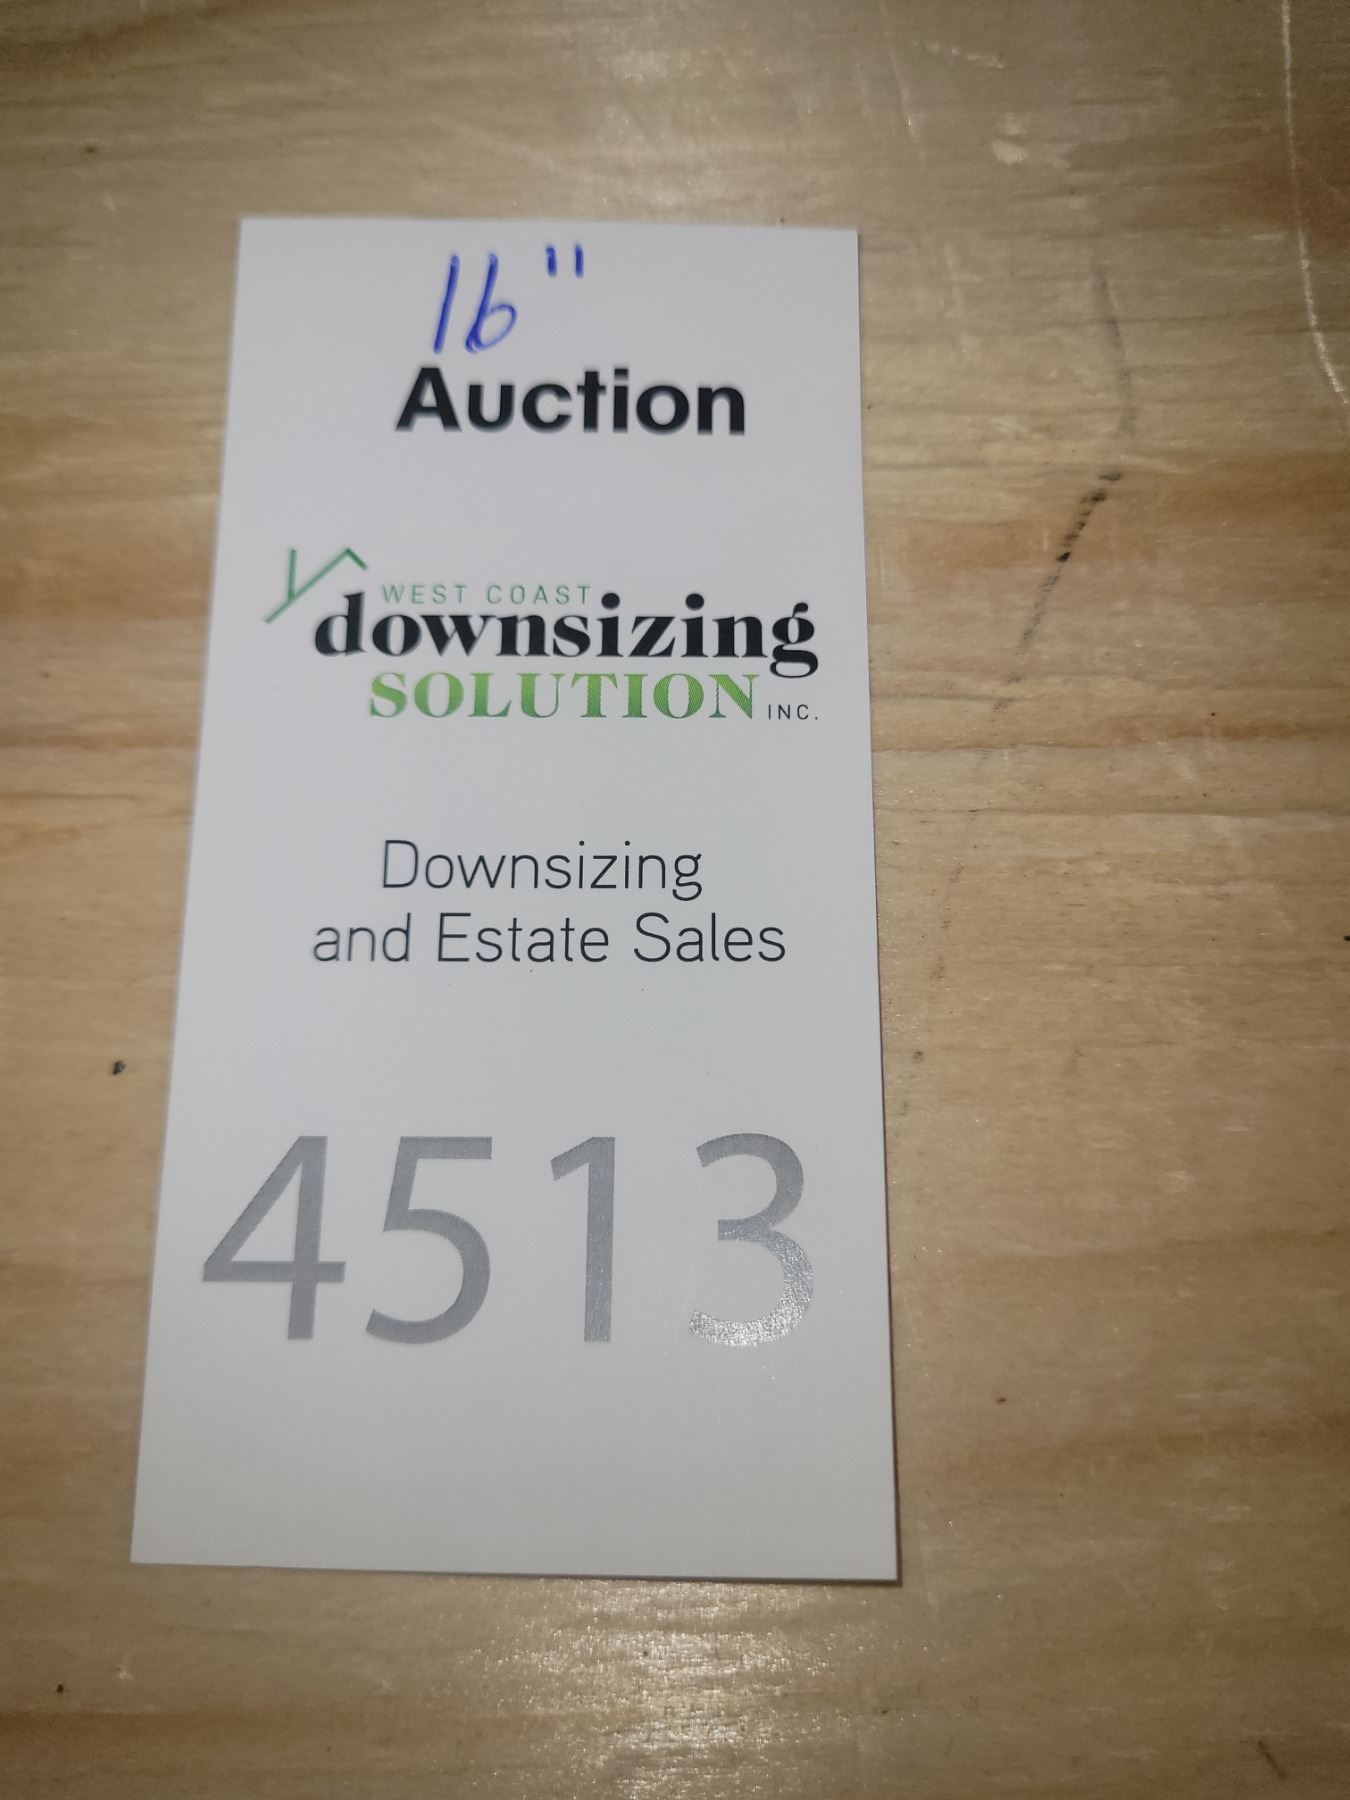 16"
Auction
WEST COAST
downsizing
SOLUTION INC.
Downsizing
and Estate Sales
4513